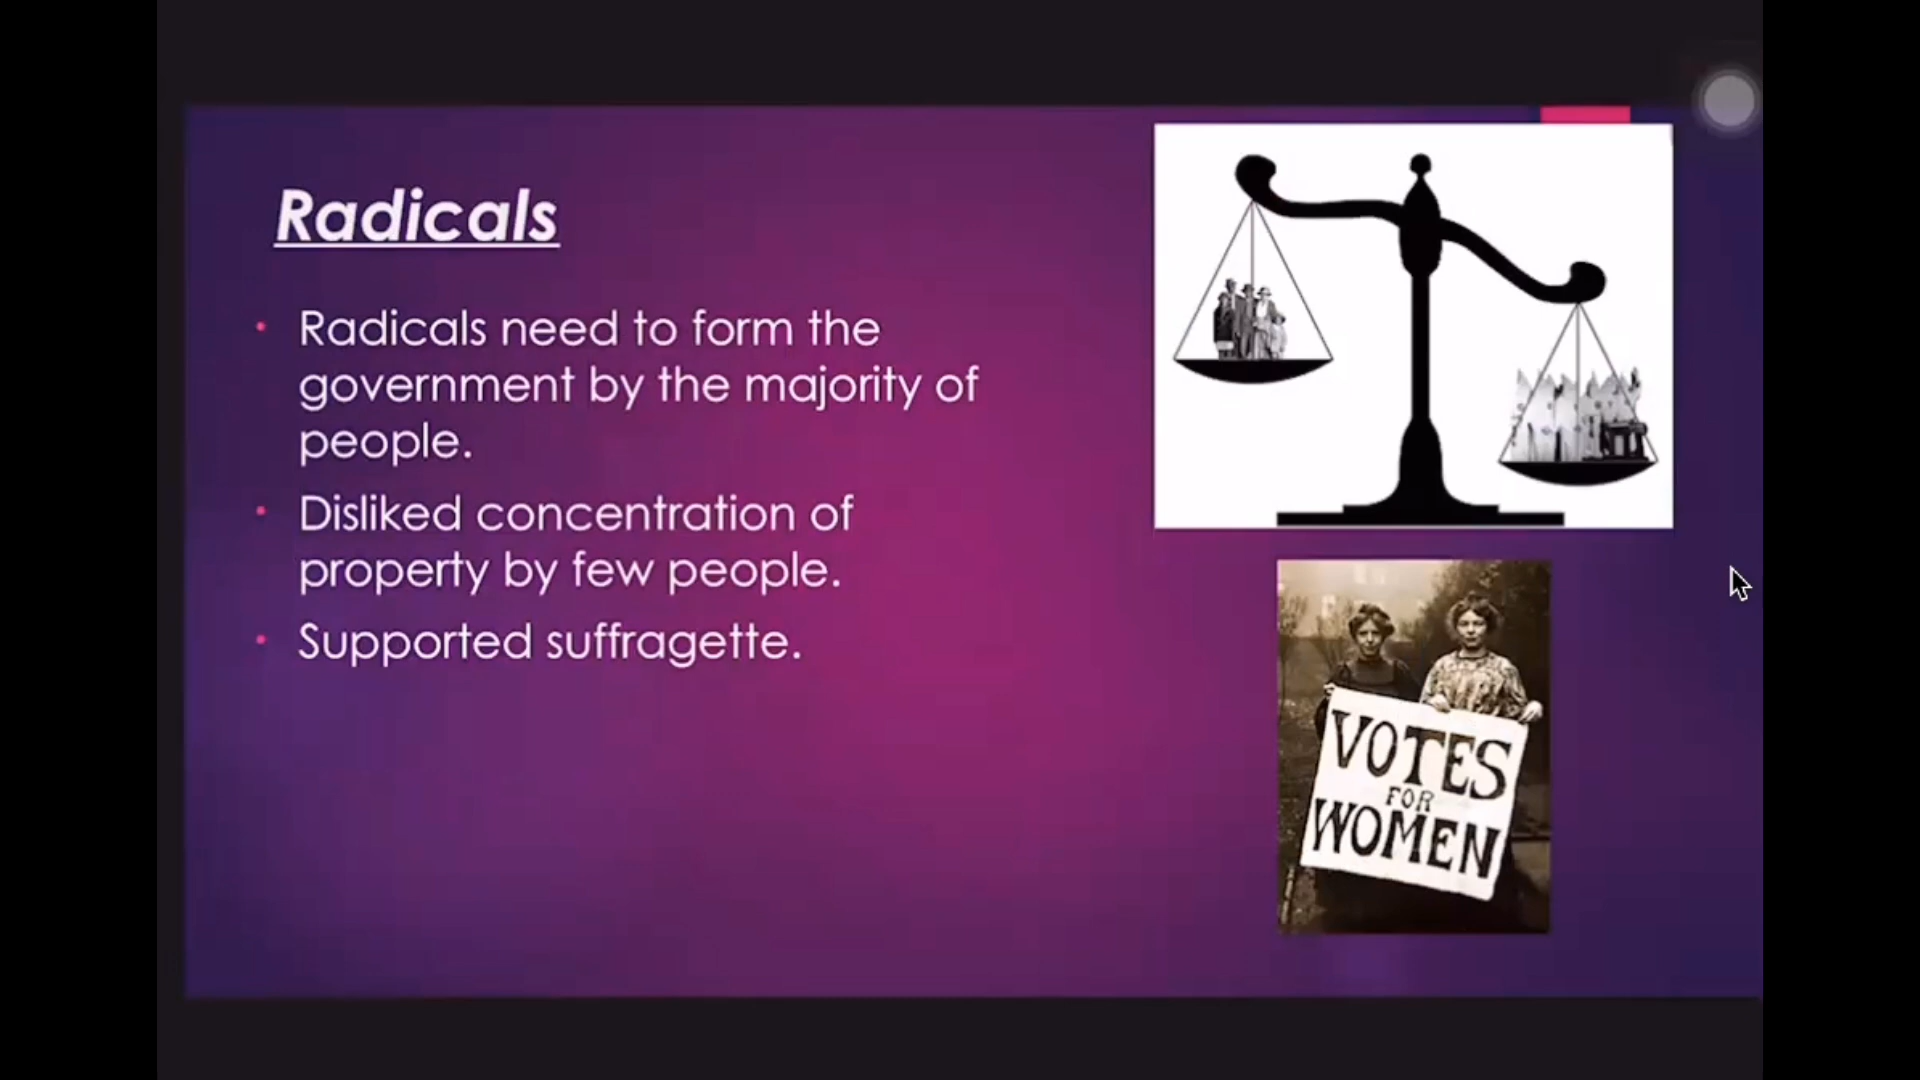 Radicals
Radicals need to form the
government by the majority of
people.
Disliked concentration of
property by few people.
Supported suffragette.
VOTES
FOR
WOMEN